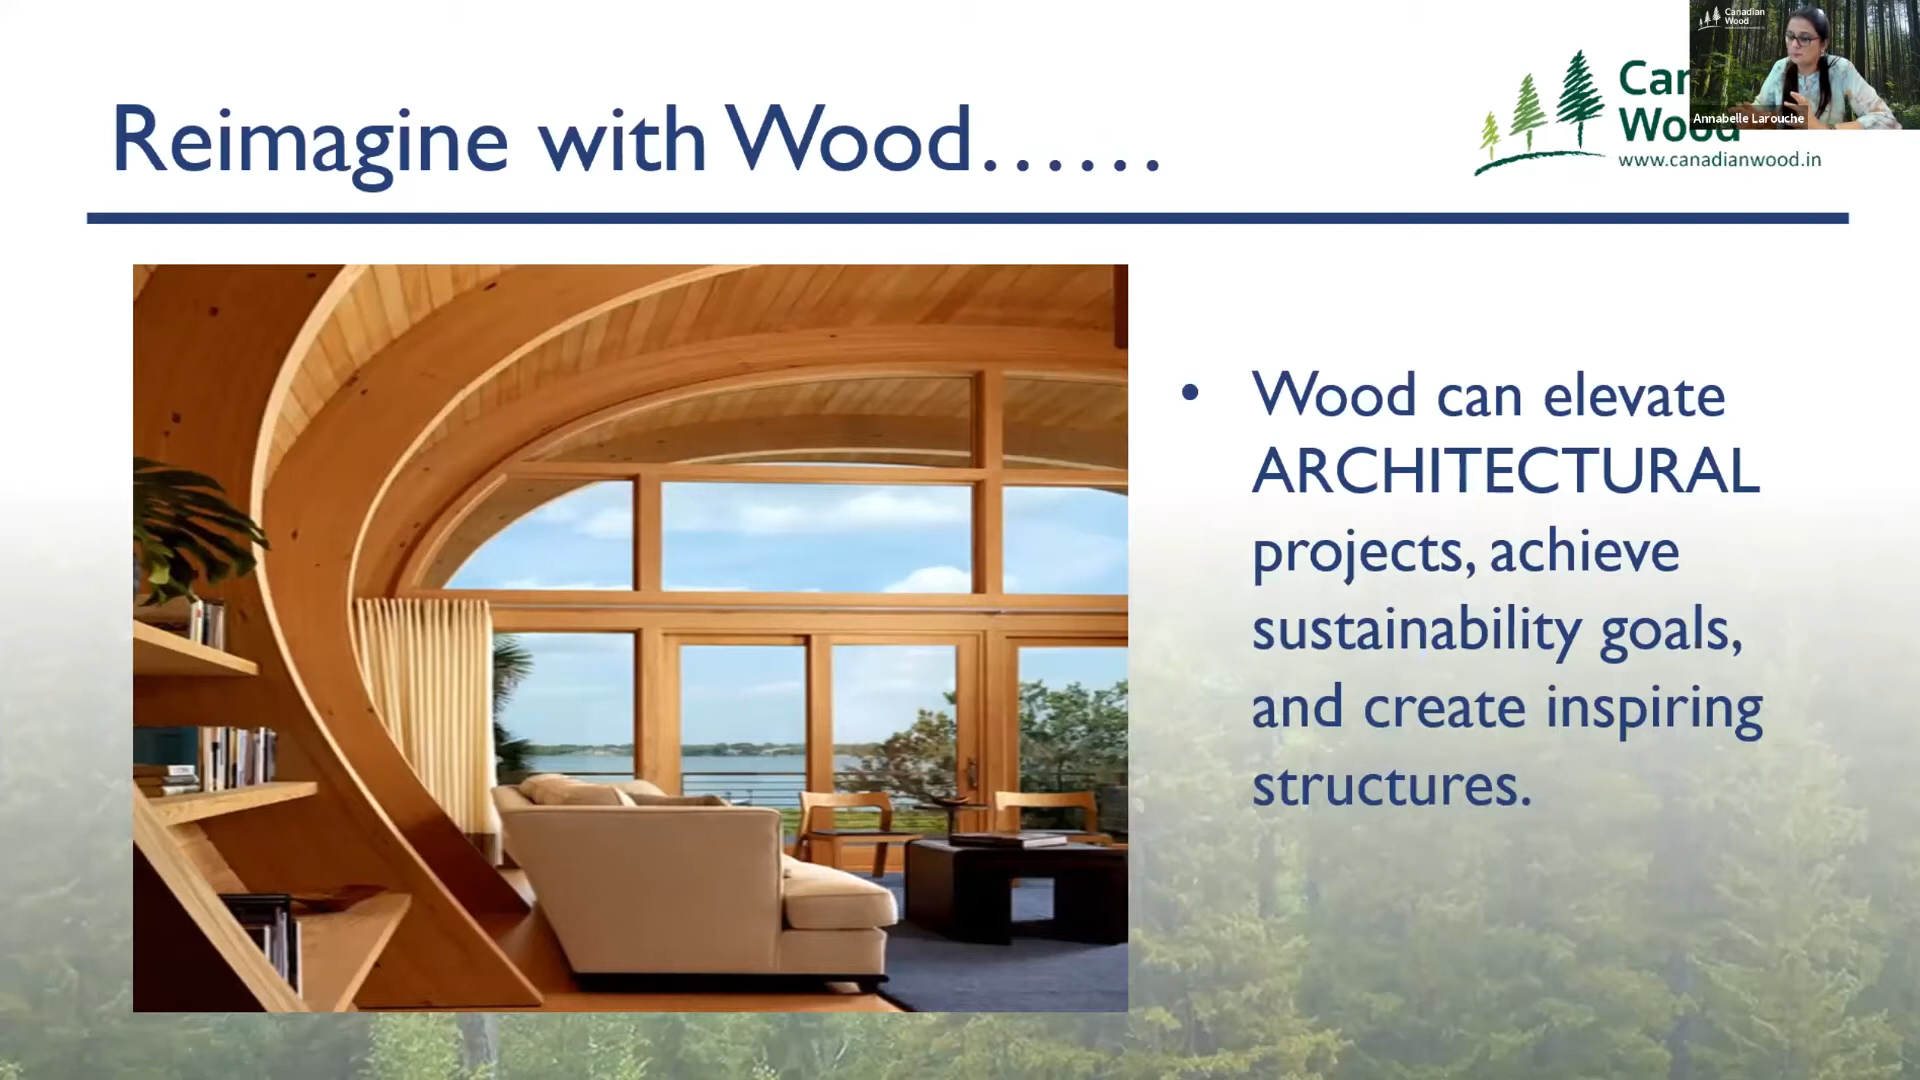 Reimagine with Wood......
Canadian
Wood
Wood
www.canadianwood.in
Annabelle Larouche
• Wood can elevate
ARCHITECTURAL
projects, achieve
sustainability goals,
and create inspiring
structures.